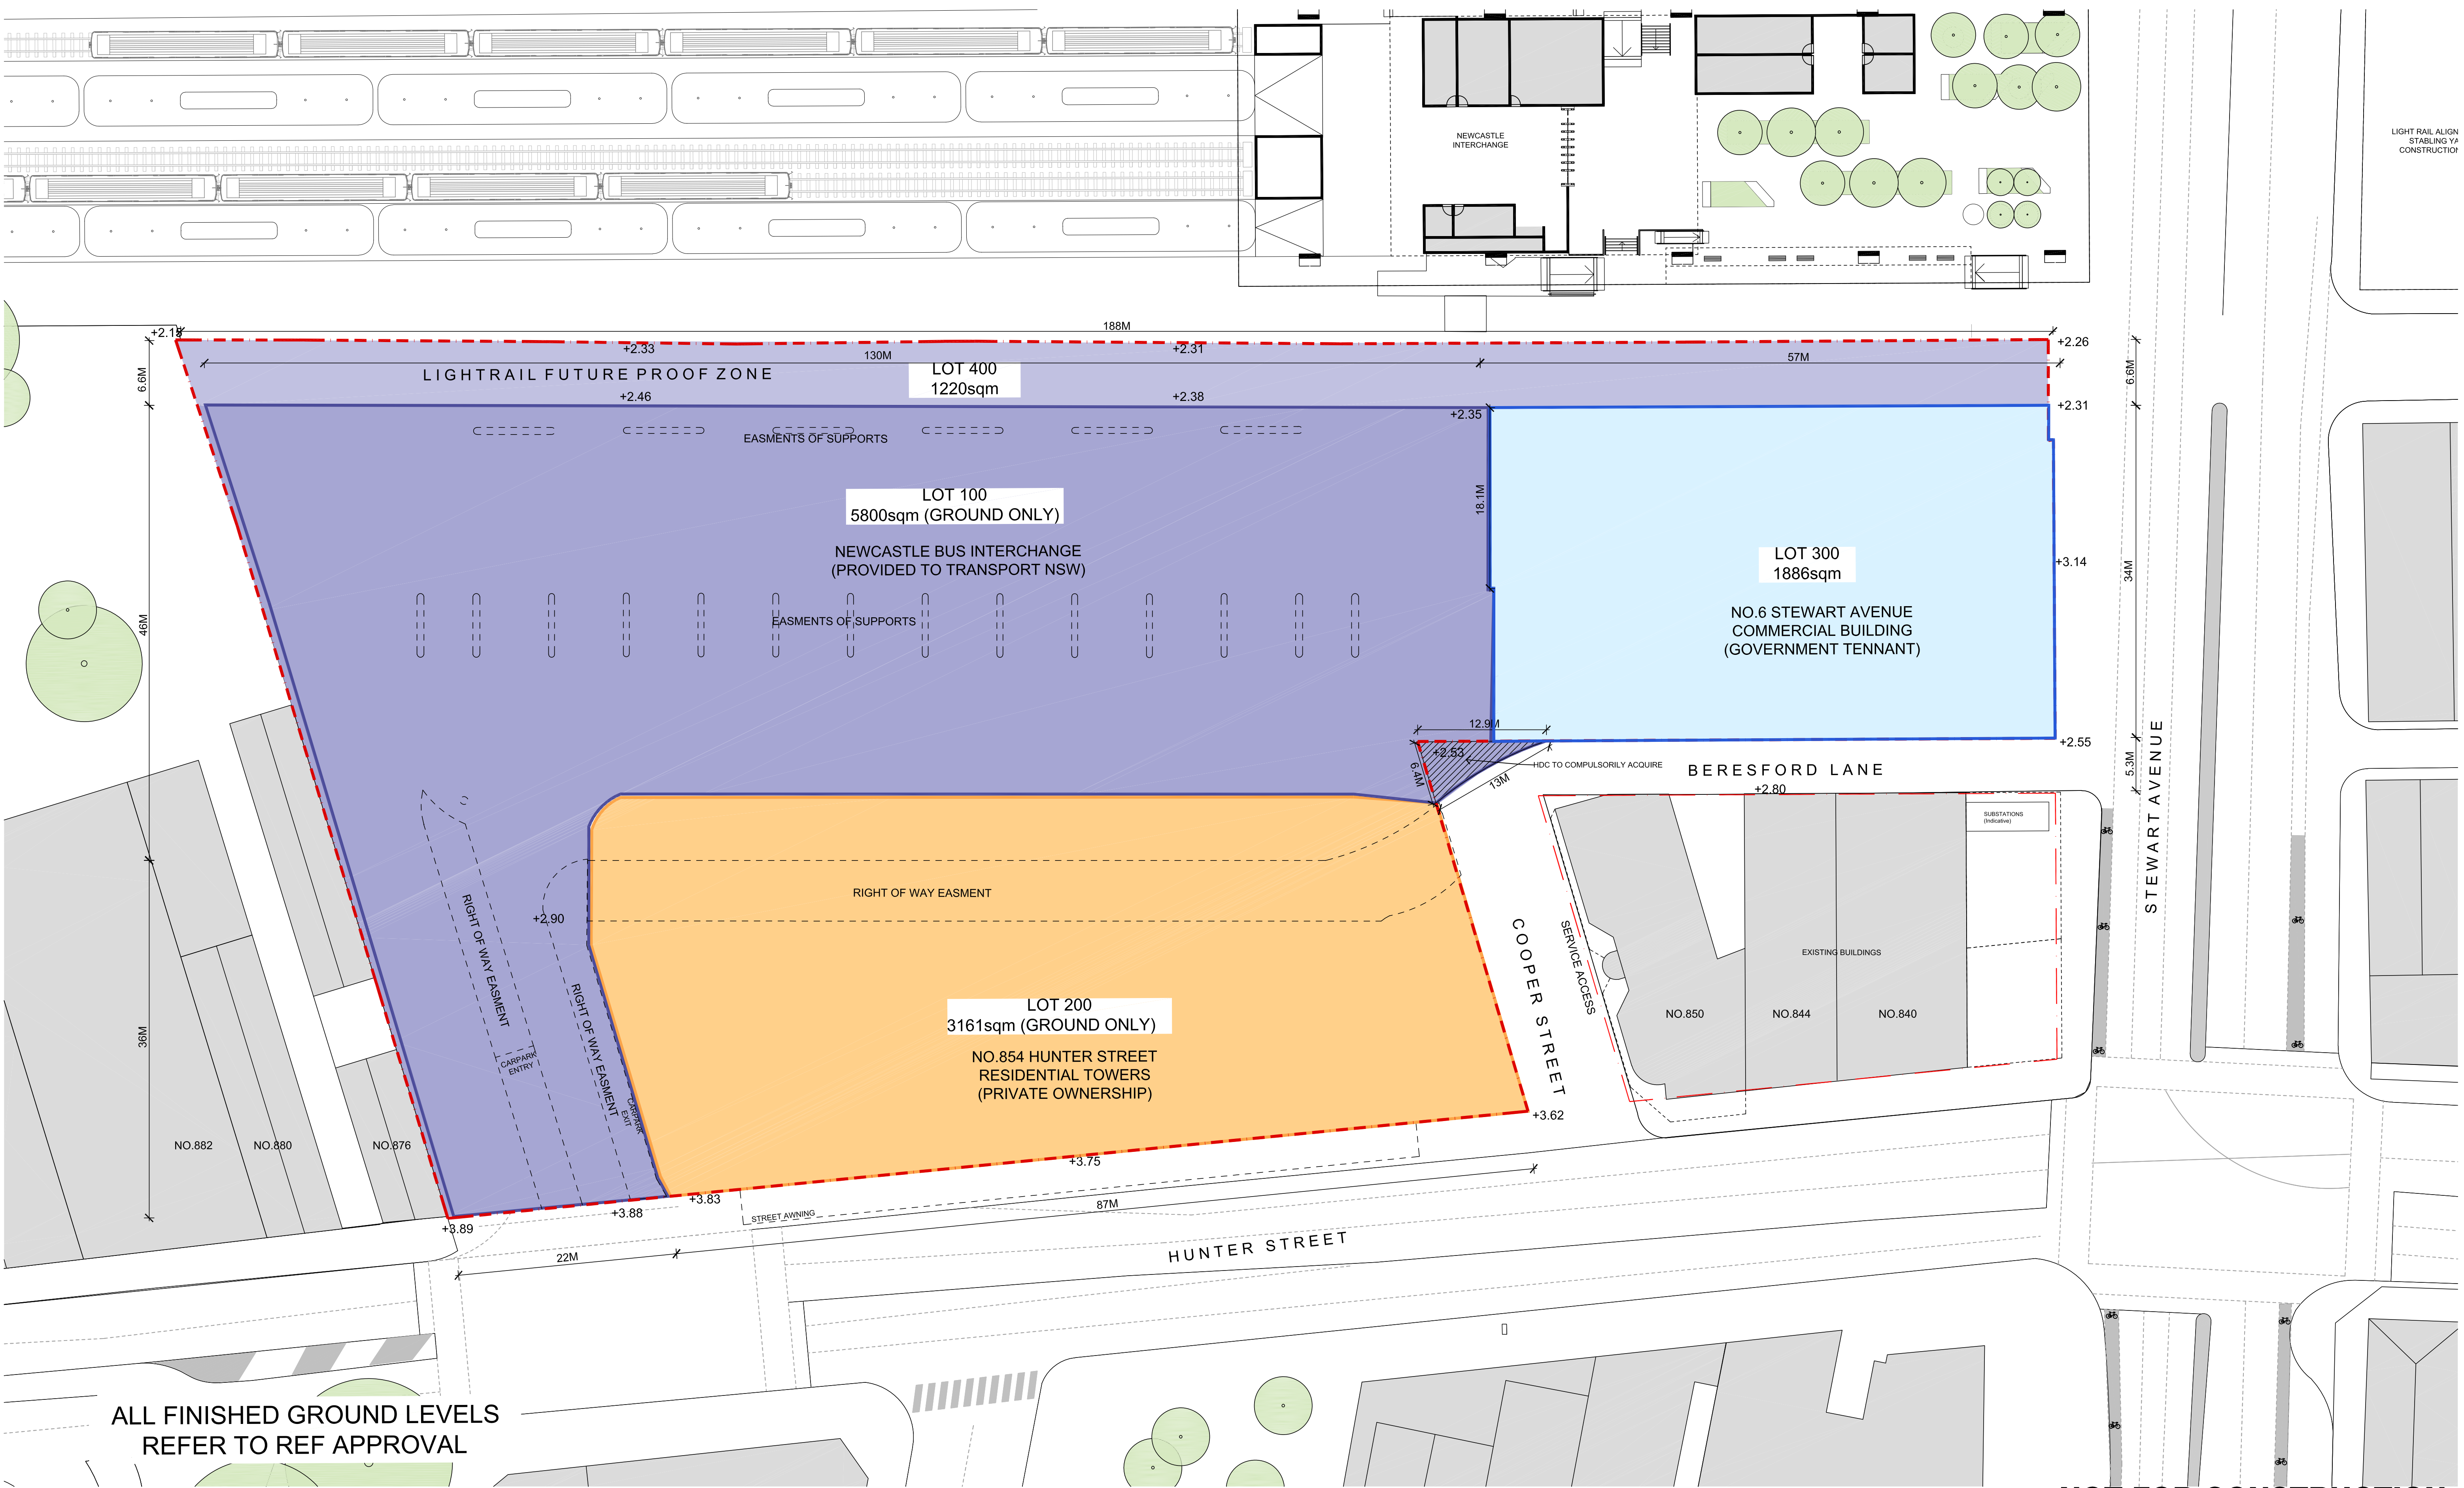 NEWCASTLE
INTERCHANGE
LIGHT RAIL ALIGN
STABLING YA
CONSTRUCTION
188M
+2.18
+2.33
+2.31
+2.26
130M
57M
6.6M
6.6M
LIGHTRAIL FUTURE PROOF ZONE
LOT 400
1220sqm
+2.46
+2.38
+2.35
+2.31
EASMENTS OF SUPPORTS
LOT 100
5800sqm (GROUND ONLY)
18.1M
NEWCASTLE BUS INTERCHANGE
(PROVIDED TO TRANSPORT NSW)
LOT 300
1886sqm
+3.14
34M
EASMENTS OF SUPPORTS
NO.6 STEWART AVENUE
COMMERCIAL BUILDING
(GOVERNMENT TENNANT)
46M
12.9M
+2.53
6.4M
13M
HDC TO COMPULSORILY ACQUIRE
BERESFORD LANE
+2.55
5.3M
+2.80
STEWART AVENUE
SUBSTATIONS
(Indicative)
RIGHT OF WAY EASMENT
+2.90
RIGHT OF WAY EASMENT
RIGHT OF WAY EASMENT
CARPARK
ENTRY
CARPARK
EXIT
COOPER STREET
SERVICE ACCESS
EXISTING BUILDINGS
LOT 200
3161sqm (GROUND ONLY)
NO.854 HUNTER STREET
RESIDENTIAL TOWERS
(PRIVATE OWNERSHIP)
NO.850
NO.844
NO.840
36M
NO.882
NO.880
NO.876
+3.62
+3.75
+3.83
+3.88
+3.89
STREET AWNING
87M
22M
HUNTER STREET
ALL FINISHED GROUND LEVELS
REFER TO REF APPROVAL
NOT FOR CONSTRUCTION